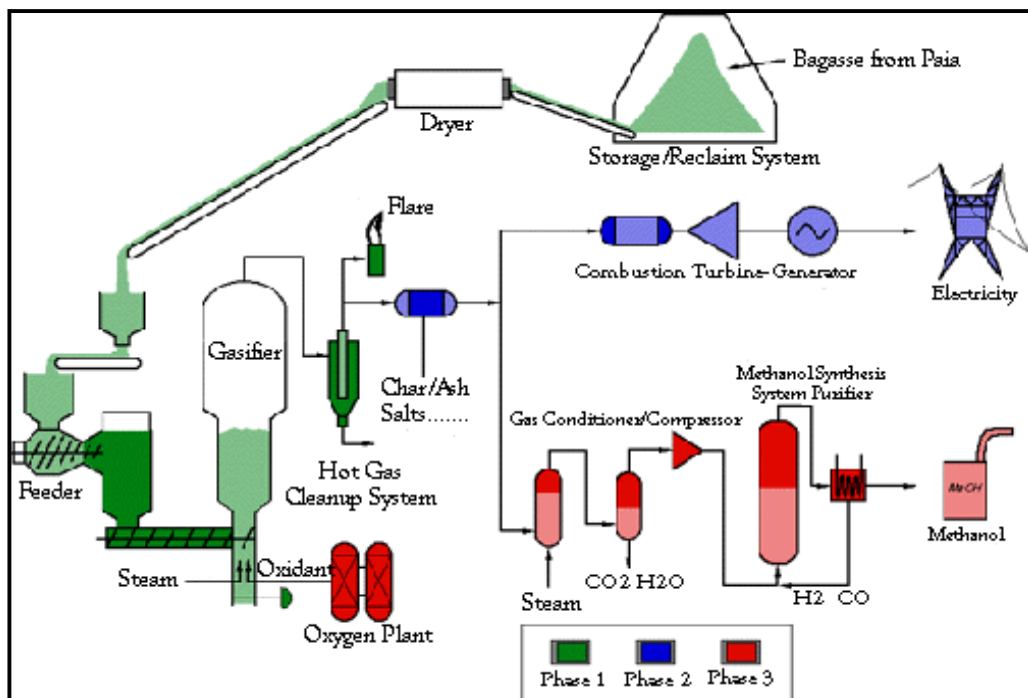 Bagasse from Paia
Dryer
Storage/Reclaim System
Flare
Combustion Turbine-Generator
Electricity
Gasifier
Char/Ash
Salts.......
Methanol Synthesis
System Purifier
Gas Conditioner/Compressor
Hot Gas
Cleanup System
Feeder
MeOH
Methanol
Steam
Oxidant
CO2 H2O
H2 CO
Steam
Oxygen Plant
Phase 1
Phase 2
Phase 3